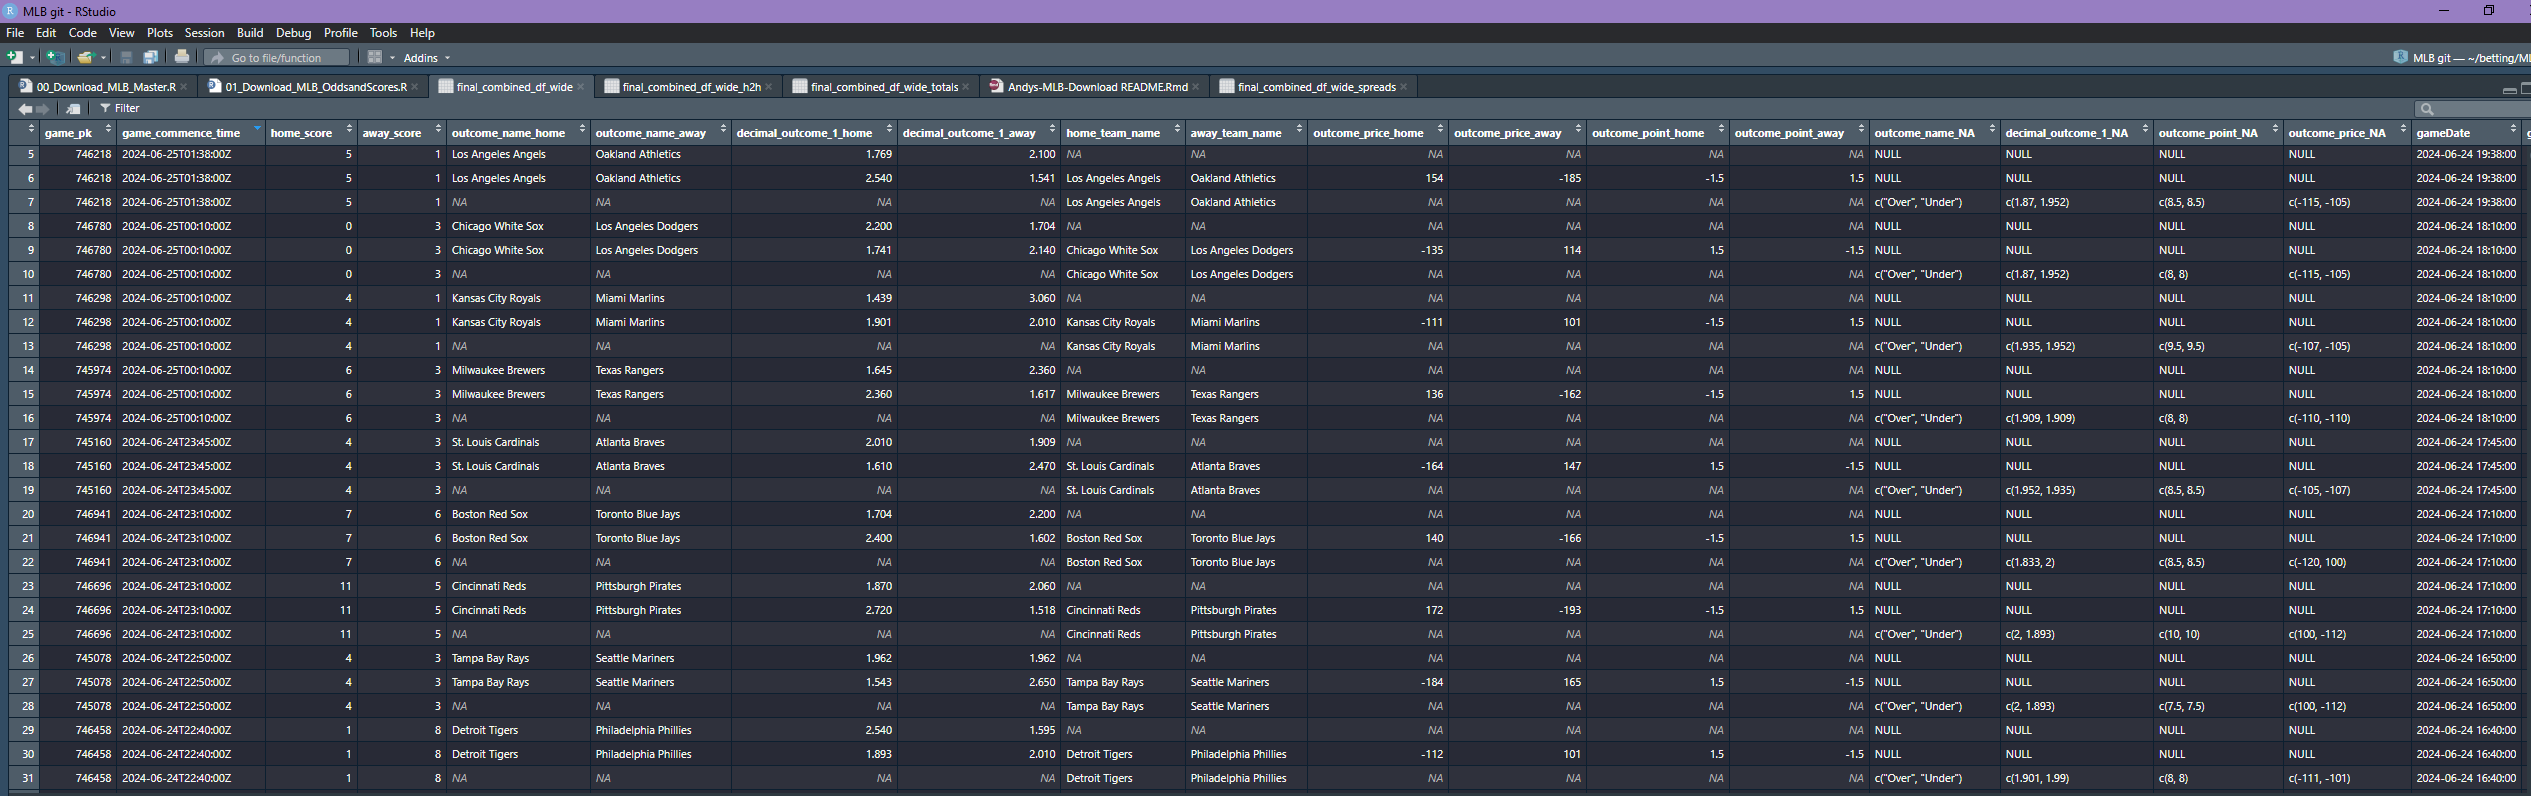 MLB git - RStudio
File Edit Code View Plots Session Build Debug Profile Tools Help
Go to file/function Addins MLB git — ~/betting/ML
00_Download_MLB_Master.R 01_Download_MLB_OddsandScores.R final_combined_df_wide final_combined_df_wide_h2h final_combined_df_wide_totals Andys-MLB-Download README.Rmd final_combined_df_wide_spreads
Filter
game_pk game_commence_time home_score away_score outcome_name_home outcome_name_away decimal_outcome_1_home decimal_outcome_1_away home_team_name away_team_name outcome_price_home outcome_price_away outcome_point_home outcome_point_away outcome_name_NA decimal_outcome_1_NA outcome_point_NA outcome_price_NA gameDate
5 746218 2024-06-25T01:38:00Z 5 1 Los Angeles Angels Oakland Athletics 1.769 2.100 NA NA NA NA NA NA NULL NULL NULL NULL 2024-06-24 19:38:00
6 746218 2024-06-25T01:38:00Z 5 1 Los Angeles Angels Oakland Athletics 2.540 1.541 Los Angeles Angels Oakland Athletics 154 -185 -1.5 1.5 NULL NULL NULL NULL 2024-06-24 19:38:00
7 746218 2024-06-25T01:38:00Z 5 1 NA NA NA NA Los Angeles Angels Oakland Athletics NA NA NA NA c("Over", "Under") c(1.87, 1.952) c(8.5, 8.5) c(-115, -105) 2024-06-24 19:38:00
8 746780 2024-06-25T00:10:00Z 0 3 Chicago White Sox Los Angeles Dodgers 2.200 1.704 NA NA NA NA NA NA NULL NULL NULL NULL 2024-06-24 18:10:00
9 746780 2024-06-25T00:10:00Z 0 3 Chicago White Sox Los Angeles Dodgers 1.741 2.140 Chicago White Sox Los Angeles Dodgers -135 114 1.5 -1.5 NULL NULL NULL NULL 2024-06-24 18:10:00
10 746780 2024-06-25T00:10:00Z 0 3 NA NA NA NA Chicago White Sox Los Angeles Dodgers NA NA NA NA c("Over", "Under") c(1.87, 1.952) c(8, 8) c(-115, -105) 2024-06-24 18:10:00
11 746298 2024-06-25T00:10:00Z 4 1 Kansas City Royals Miami Marlins 1.439 3.060 NA NA NA NA NA NA NULL NULL NULL NULL 2024-06-24 18:10:00
12 746298 2024-06-25T00:10:00Z 4 1 Kansas City Royals Miami Marlins 1.901 2.010 Kansas City Royals Miami Marlins -111 101 -1.5 1.5 NULL NULL NULL NULL 2024-06-24 18:10:00
13 746298 2024-06-25T00:10:00Z 4 1 NA NA NA NA Kansas City Royals Miami Marlins NA NA NA NA c("Over", "Under") c(1.935, 1.952) c(9.5, 9.5) c(-107, -105) 2024-06-24 18:10:00
14 745974 2024-06-25T00:10:00Z 6 3 Milwaukee Brewers Texas Rangers 1.645 2.360 NA NA NA NA NA NA NULL NULL NULL NULL 2024-06-24 18:10:00
15 745974 2024-06-25T00:10:00Z 6 3 Milwaukee Brewers Texas Rangers 2.360 1.617 Milwaukee Brewers Texas Rangers 136 -162 -1.5 1.5 NULL NULL NULL NULL 2024-06-24 18:10:00
16 745974 2024-06-25T00:10:00Z 6 3 NA NA NA NA Milwaukee Brewers Texas Rangers NA NA NA NA c("Over", "Under") c(1.909, 1.909) c(8, 8) c(-110, -110) 2024-06-24 18:10:00
17 745160 2024-06-24T23:45:00Z 4 3 St. Louis Cardinals Atlanta Braves 2.010 1.909 NA NA NA NA NA NA NULL NULL NULL NULL 2024-06-24 17:45:00
18 745160 2024-06-24T23:45:00Z 4 3 St. Louis Cardinals Atlanta Braves 1.610 2.470 St. Louis Cardinals Atlanta Braves -164 147 1.5 -1.5 NULL NULL NULL NULL 2024-06-24 17:45:00
19 745160 2024-06-24T23:45:00Z 4 3 NA NA NA NA St. Louis Cardinals Atlanta Braves NA NA NA NA c("Over", "Under") c(1.952, 1.935) c(8.5, 8.5) c(-105, -107) 2024-06-24 17:45:00
20 746941 2024-06-24T23:10:00Z 7 6 Boston Red Sox Toronto Blue Jays 1.704 2.200 NA NA NA NA NA NA NULL NULL NULL NULL 2024-06-24 17:10:00
21 746941 2024-06-24T23:10:00Z 7 6 Boston Red Sox Toronto Blue Jays 2.400 1.602 Boston Red Sox Toronto Blue Jays 140 -166 -1.5 1.5 NULL NULL NULL NULL 2024-06-24 17:10:00
22 746941 2024-06-24T23:10:00Z 7 6 NA NA NA NA Boston Red Sox Toronto Blue Jays NA NA NA NA c("Over", "Under") c(1.833, 2) c(8.5, 8.5) c(-120, 100) 2024-06-24 17:10:00
23 746696 2024-06-24T23:10:00Z 11 5 Cincinnati Reds Pittsburgh Pirates 1.870 2.060 NA NA NA NA NA NA NULL NULL NULL NULL 2024-06-24 17:10:00
24 746696 2024-06-24T23:10:00Z 11 5 Cincinnati Reds Pittsburgh Pirates 2.720 1.518 Cincinnati Reds Pittsburgh Pirates 172 -193 -1.5 1.5 NULL NULL NULL NULL 2024-06-24 17:10:00
25 746696 2024-06-24T23:10:00Z 11 5 NA NA NA NA Cincinnati Reds Pittsburgh Pirates NA NA NA NA c("Over", "Under") c(2, 1.893) c(10, 10) c(100, -112) 2024-06-24 17:10:00
26 745078 2024-06-24T22:50:00Z 4 3 Tampa Bay Rays Seattle Mariners 1.962 1.962 NA NA NA NA NA NA NULL NULL NULL NULL 2024-06-24 16:50:00
27 745078 2024-06-24T22:50:00Z 4 3 Tampa Bay Rays Seattle Mariners 1.543 2.650 Tampa Bay Rays Seattle Mariners -184 165 1.5 -1.5 NULL NULL NULL NULL 2024-06-24 16:50:00
28 745078 2024-06-24T22:50:00Z 4 3 NA NA NA NA Tampa Bay Rays Seattle Mariners NA NA NA NA c("Over", "Under") c(2, 1.893) c(7.5, 7.5) c(100, -112) 2024-06-24 16:50:00
29 746458 2024-06-24T22:40:00Z 1 8 Detroit Tigers Philadelphia Phillies 2.540 1.595 NA NA NA NA NA NA NULL NULL NULL NULL 2024-06-24 16:40:00
30 746458 2024-06-24T22:40:00Z 1 8 Detroit Tigers Philadelphia Phillies 1.893 2.010 Detroit Tigers Philadelphia Phillies -112 101 1.5 -1.5 NULL NULL NULL NULL 2024-06-24 16:40:00
31 746458 2024-06-24T22:40:00Z 1 8 NA NA NA NA Detroit Tigers Philadelphia Phillies NA NA NA NA c("Over", "Under") c(1.901, 1.99) c(8, 8) c(-111, -101) 2024-06-24 16:40:00